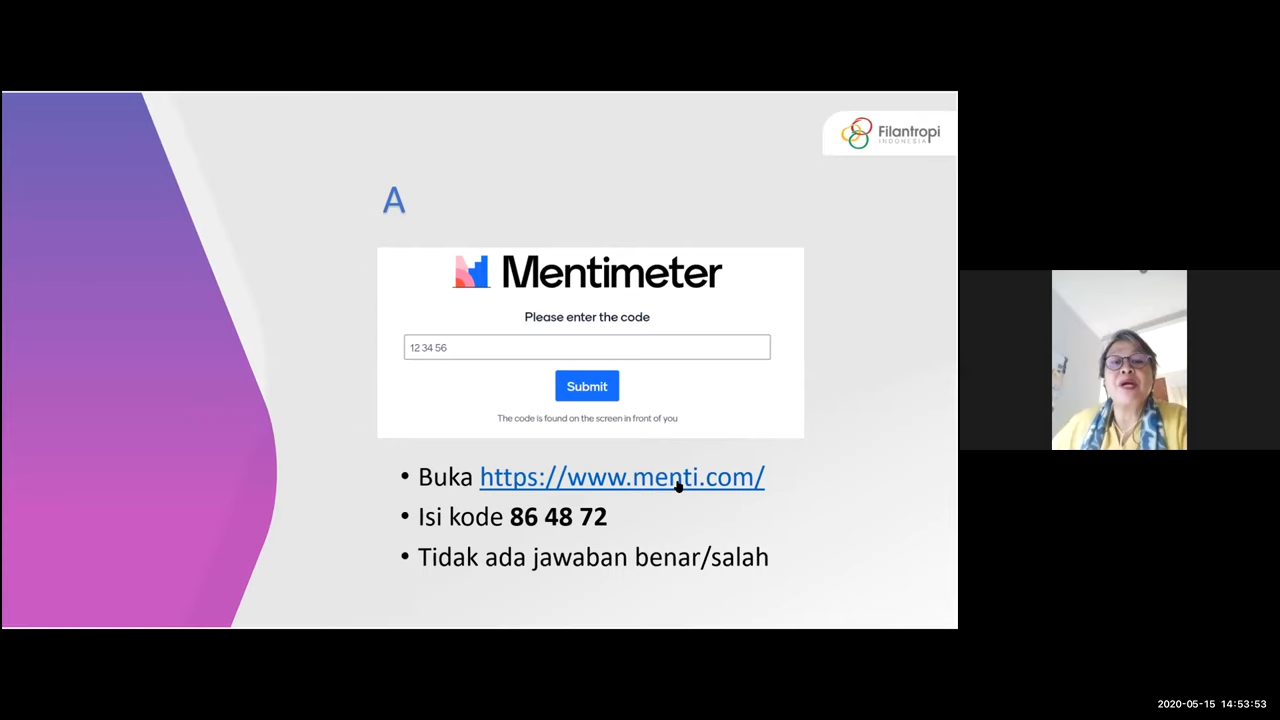 Filantropi
INDONESIA
A
Mentimeter
Please enter the code
12 34 56
Submit
The code is found on the screen in front of you
• Buka https://www.menti.com/
• Isi kode 86 48 72
• Tidak ada jawaban benar/salah
2020-05-15 14:53:53